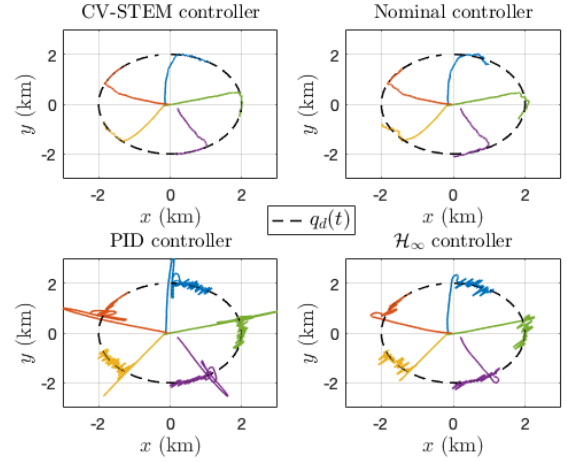 CV-STEM controller
Nominal controller
y (km)
2
0
-2
-2
0
2
x (km)
y (km)
2
0
-2
-2
0
2
x (km)
q_d(t)
PID controller
ℋ∞ controller
y (km)
2
0
-2
-2
0
2
x (km)
y (km)
2
0
-2
-2
0
2
x (km)